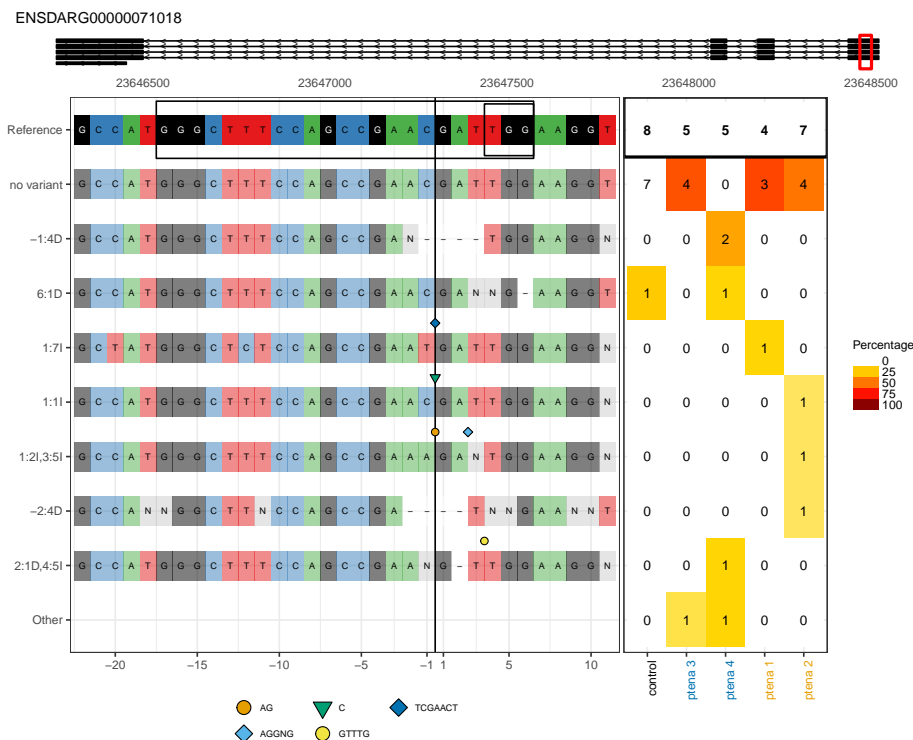 ENSDARG00000071018
23646500 23647000 23647500 23648000 23648500
Reference G C C A T G G G C T T T C C A G C C G A A C G A T T G G A A G G T 8 5 5 4 7
no variant G C C A T G G G C T T T C C A G C C G A A C G A T T G G A A G G T 7 4 0 3 4
−1:4D G C C A T G G G C T T T C C A G C C G A N - - - - T G G A A G G N 0 0 2 0 0
6:1D G C C A T G G G C T T T C C A G C C G A A C G A N N G - A A G G T 1 0 1 0 0
1:7I G C T A T G G G C T C T C C A G C C G A A T G A T T G G A A G G N 0 0 0 1 0
1:1I G C C A T G G G C T T T C C A G C C G A A C G A T T G G A A G G N 0 0 0 0 1
1:2I,3:5I G C C A T G G G C T T T C C A G C C G A A A G A N T G G A A G G N 0 0 0 0 1
−2:4D G C C A N N G G C T T N C C A G C C G A - - - - T N N G A A N N T 0 0 0 0 1
2:1D,4:5I G C C A T G G G C T T T C C A G C C G A A N G - T T G G A A G G N 0 0 1 0 0
Other 0 1 1 0 0
−20 −15 −10 −5 −1 1 5 10
control ptena 3 ptena 4 ptena 1 ptena 2
Percentage
0
25
50
75
100
AG C TCGAACT
AGGNG GTTTG